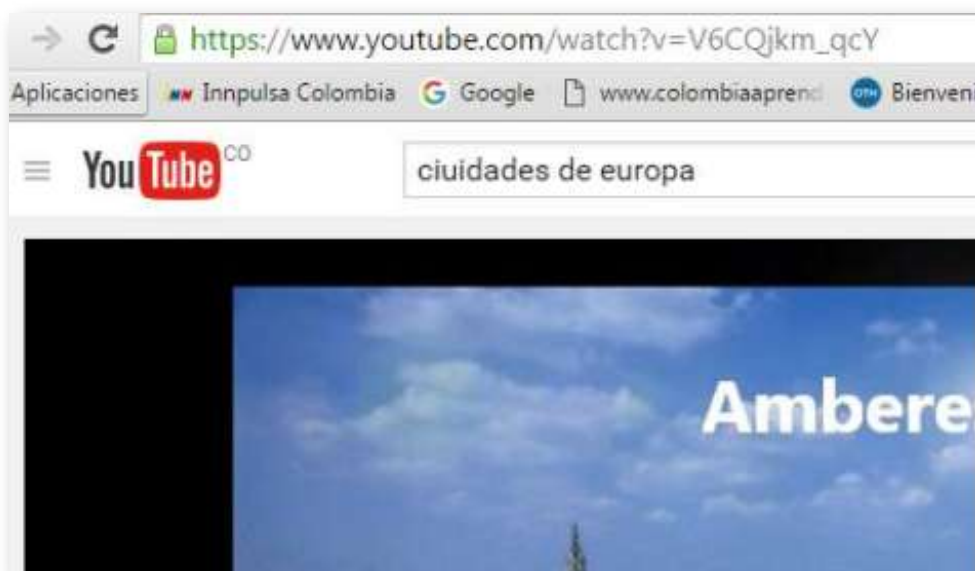 https://www.youtube.com/watch?v=V6CQjkm_qcY
Aplicaciones Innpulsa Colombia Google www.colombiaaprend OTH Bienveni
YouTube CO ciuidades de europa
Ambere